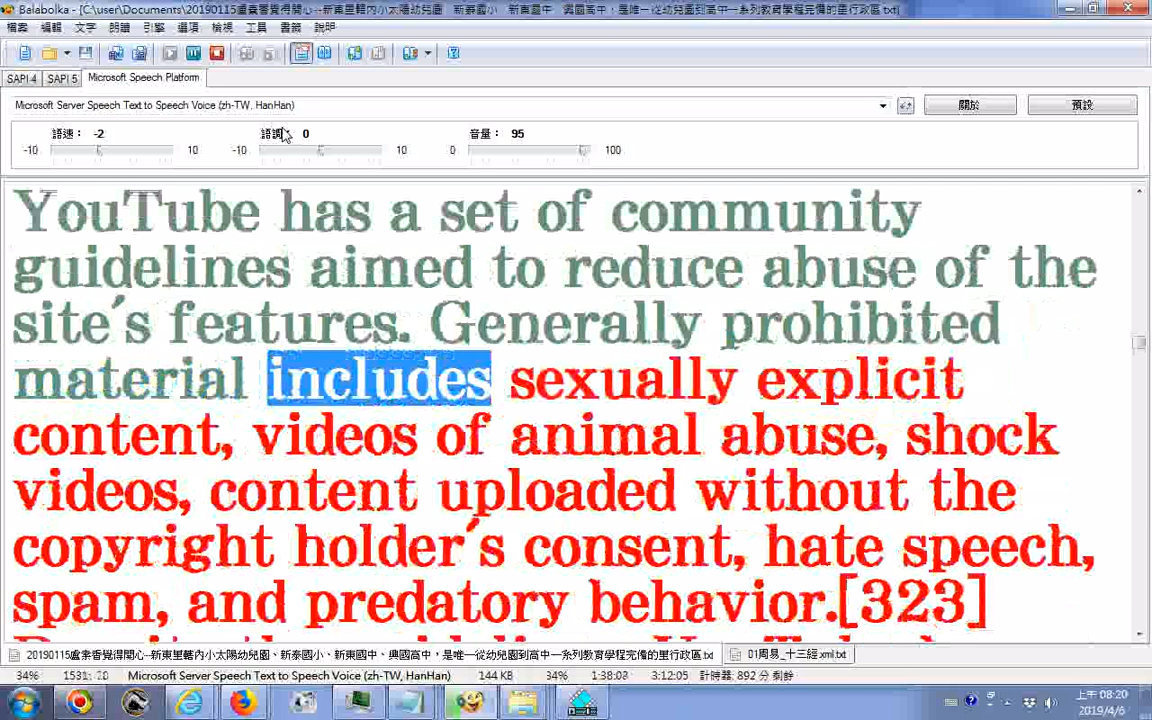 Balabolka - [C:\user\Documents\20190115盧素香覺得開心--新東里轄內小太陽幼兒園、新泰國小、新東國中、興國高中，是唯一從幼兒園到高中一系列教育學程完備的里行政區.txt]
檔案 編輯 文字 朗讀 引擎 選項 檢視 工具 書籤 說明
SAPI 4 SAPI 5 Microsoft Speech Platform
Microsoft Server Speech Text to Speech Voice (zh-TW, HanHan) 關於 預設
語速： -2 語調： 0 音量： 95
-10 10 -10 10 0 100
YouTube has a set of community
guidelines aimed to reduce abuse of the
site's features. Generally prohibited
material includes sexually explicit
content, videos of animal abuse, shock
videos, content uploaded without the
copyright holder's consent, hate speech,
spam, and predatory behavior.[323]
20190115盧素香覺得開心--新東里轄內小太陽幼兒園、新泰國小、新東國中、興國高中，是唯一從幼兒園到高中一系列教育學程完備的里行政區.txt 01周易_十三經.xml.txt
34% Microsoft Server Speech Text to Speech Voice (zh-TW, HanHan) 144 KB 34% 1:38:03 3:12:05 計時器: 892 分 剩餘
上午 08:20
2019/4/6